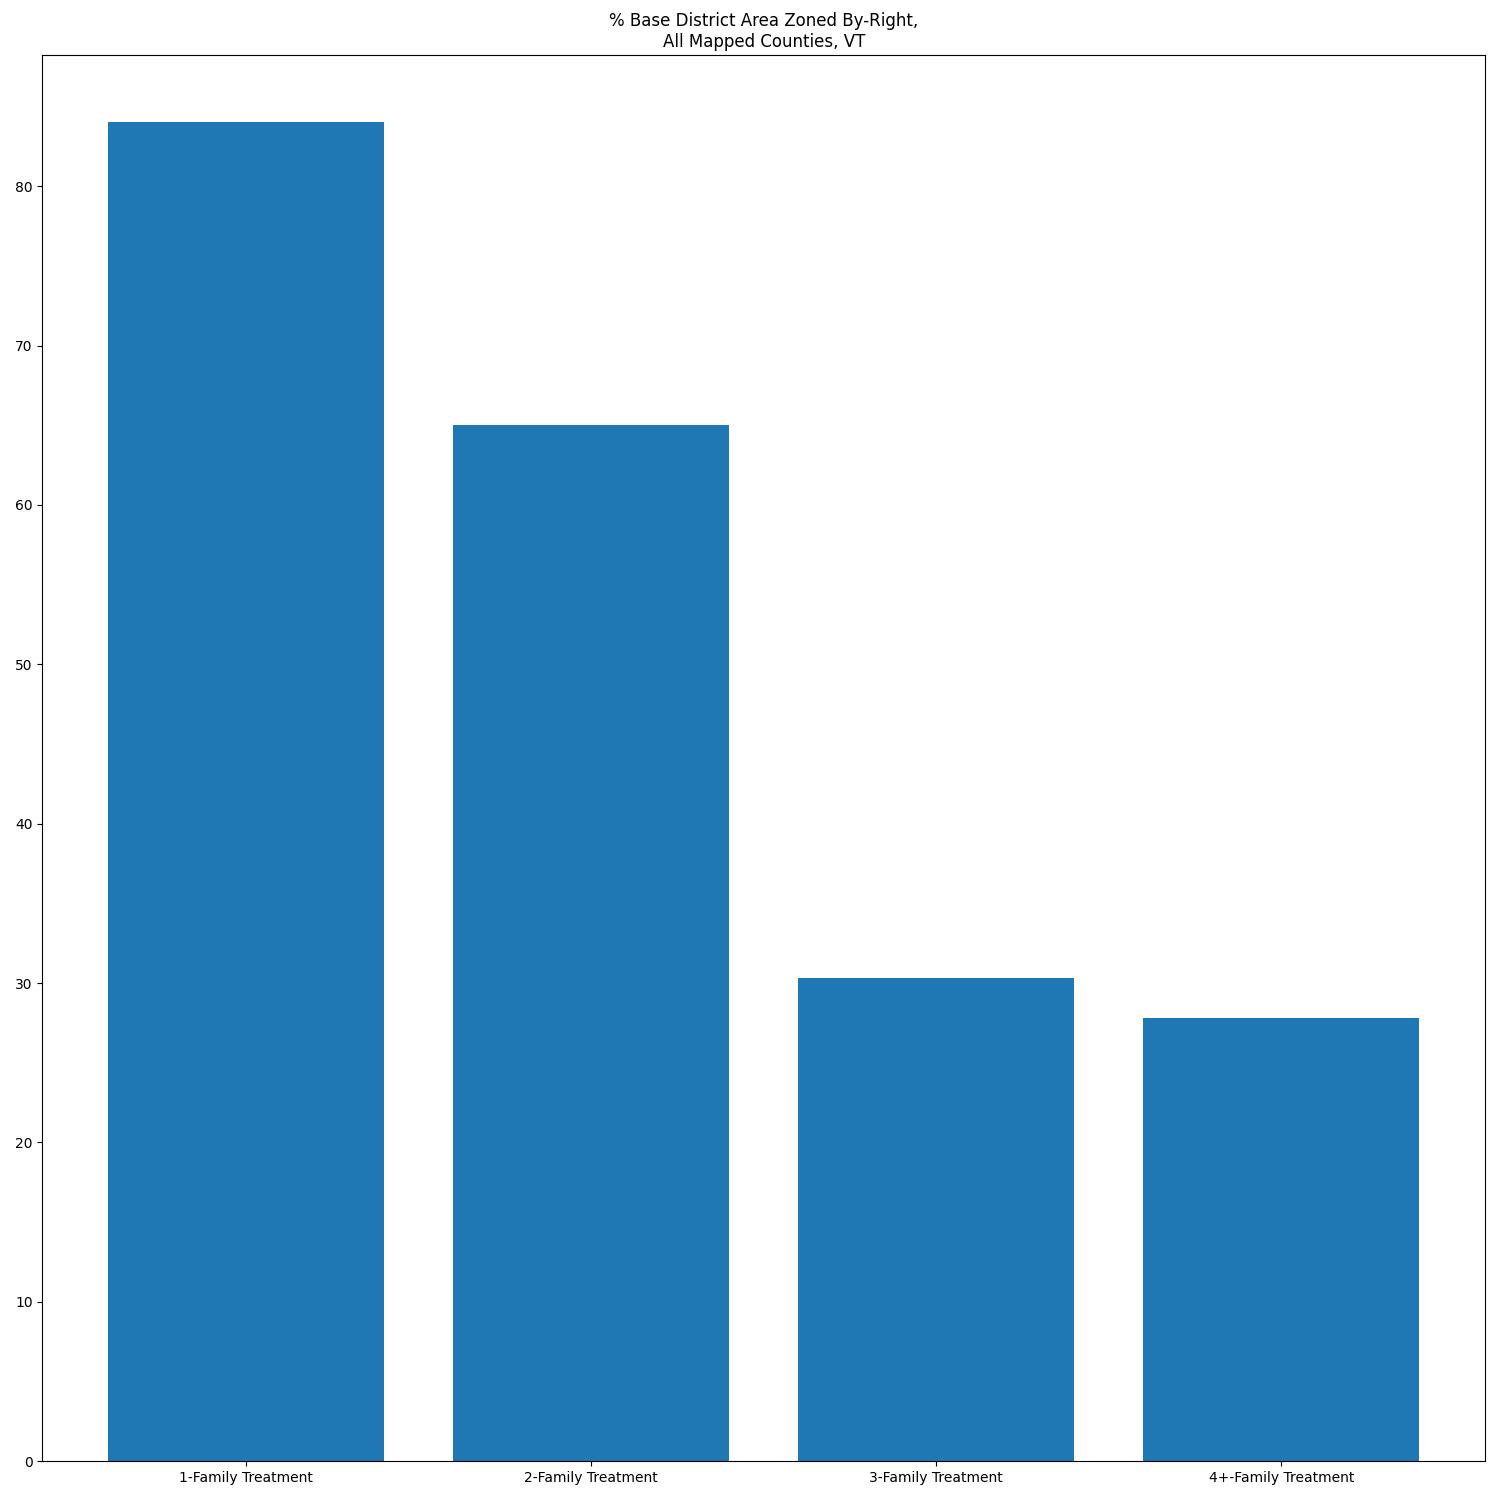 % Base District Area Zoned By-Right,
All Mapped Counties, VT
80
70
60
50
40
30
20
10
0
1-Family Treatment
2-Family Treatment
3-Family Treatment
4+-Family Treatment